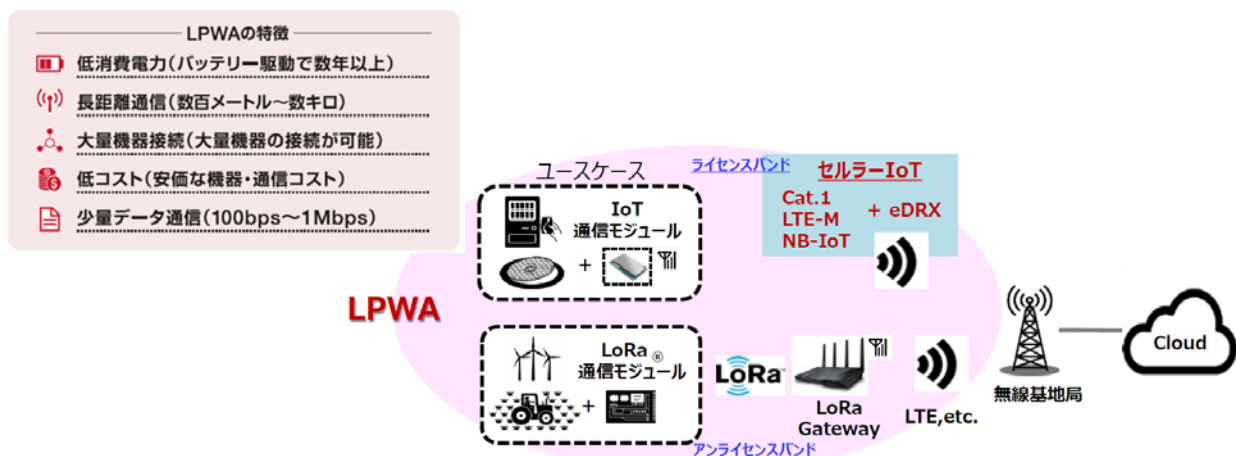 LPWAの特徴
低消費電力(バッテリー駆動で数年以上)
長距離通信(数百メートル～数キロ)
大量機器接続(大量機器の接続が可能)
低コスト(安価な機器・通信コスト)
少量データ通信(100bps～1Mbps)
LPWA
ユースケース
IoT
通信モジュール
+
ライセンスバンド
セルラーIoT
Cat.1
LTE-M
NB-IoT
+ eDRX
LoRa ®
通信モジュール
+
LoRa™
LoRa
Gateway
LTE,etc.
アンライセンスバンド
無線基地局
Cloud